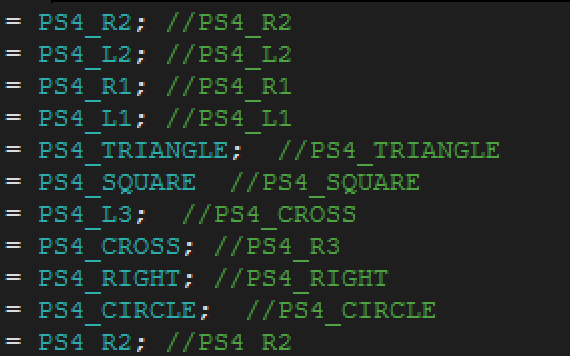 = PS4_R2; //PS4_R2
= PS4_L2; //PS4_L2
= PS4_R1; //PS4_R1
= PS4_L1; //PS4_L1
= PS4_TRIANGLE;  //PS4_TRIANGLE
= PS4_SQUARE  //PS4_SQUARE
= PS4_L3;  //PS4_CROSS
= PS4_CROSS; //PS4_R3
= PS4_RIGHT; //PS4_RIGHT
= PS4_CIRCLE;  //PS4_CIRCLE
= PS4_R2; //PS4_R2